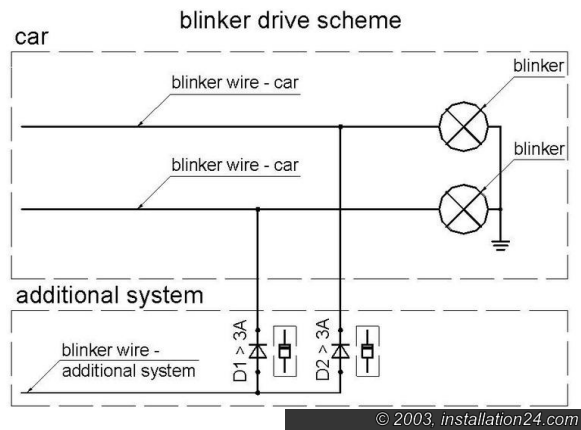 blinker drive scheme
car
blinker
blinker wire - car
blinker
blinker wire - car
additional system
D1 > 3A
D2 > 3A
blinker wire -
additional system
© 2003, installation24.com